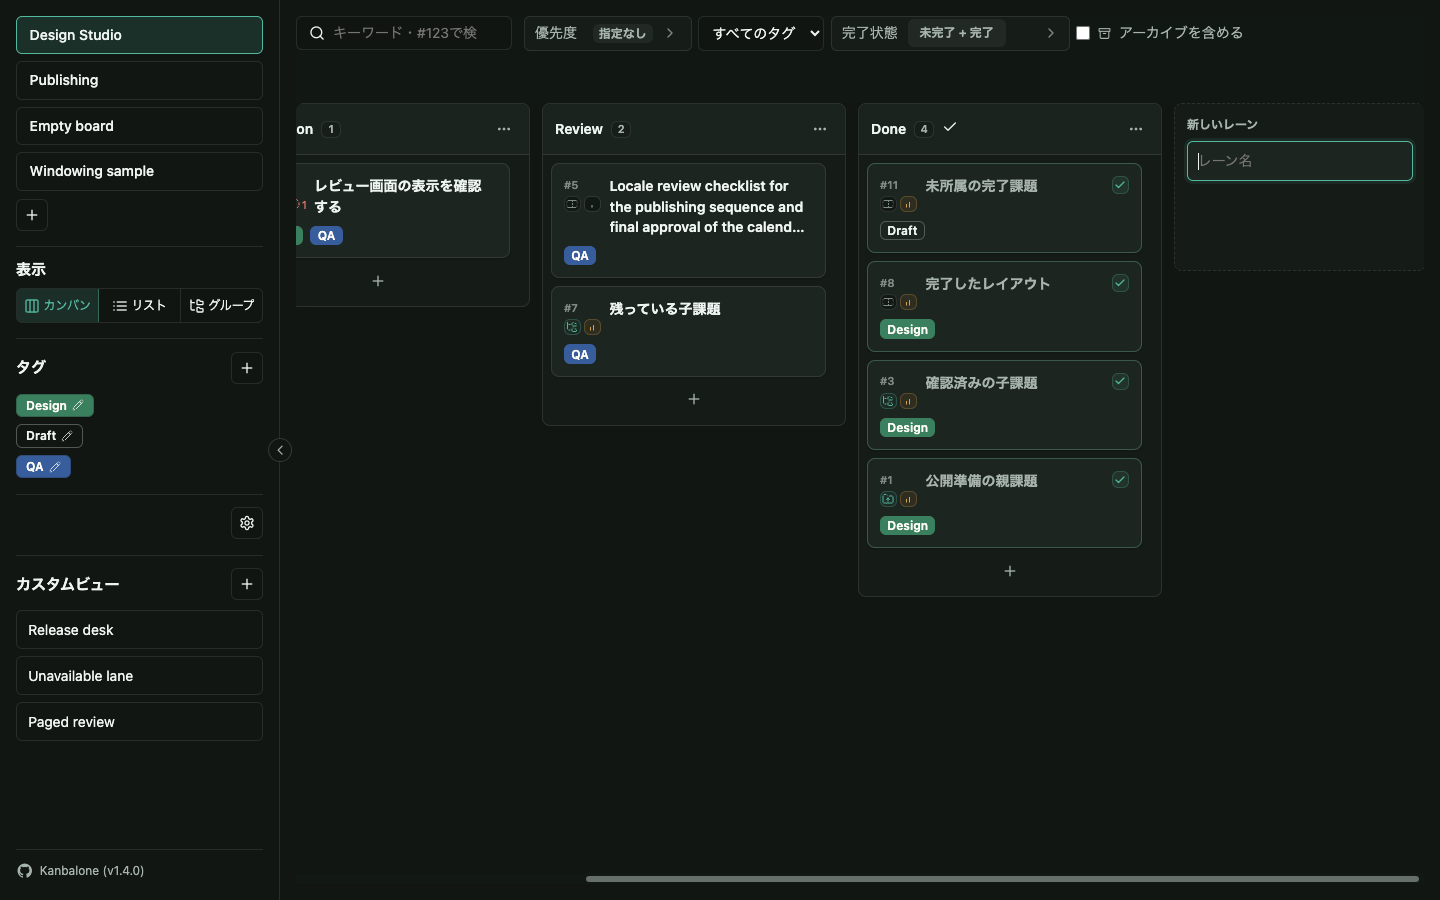 Design Studio
Publishing
Empty board
Windowing sample
表示
カンバン
リスト
グループ
タグ
Design
Draft
QA
カスタムビュー
Release desk
Unavailable lane
Paged review
Kanbalone (v1.4.0)
キーワード・#123で検
優先度 指定なし
すべてのタグ
完了状態 未完了 + 完了
アーカイブを含める
on 1
レビュー画面の表示を確認
する
1
QA
Review 2
#5
Locale review checklist for
the publishing sequence and
final approval of the calend...
QA
#7
残っている子課題
QA
Done 4
#11
未所属の完了課題
Draft
#8
完了したレイアウト
Design
#3
確認済みの子課題
Design
#1
公開準備の親課題
Design
新しいレーン
レーン名